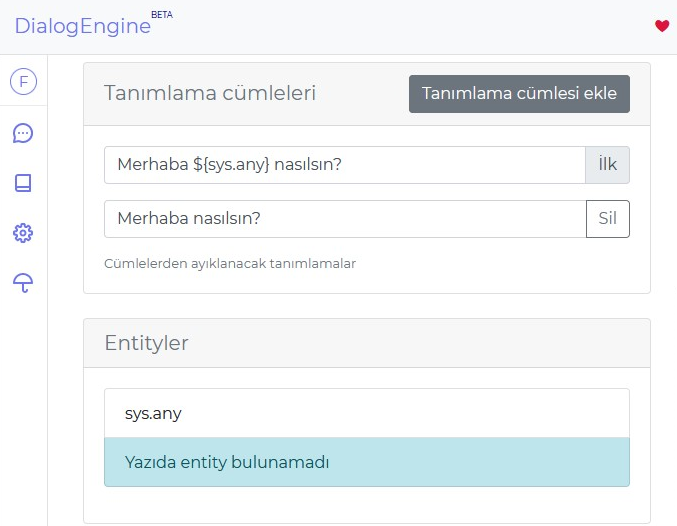 DialogEngine BETA
F
Tanımlama cümleleri
Tanımlama cümlesi ekle
Merhaba ${sys.any} nasılsın?
İlk
Merhaba nasılsın?
Sil
Cümlelerden ayıklanacak tanımlamalar
Entityler
sys.any
Yazıda entity bulunamadı